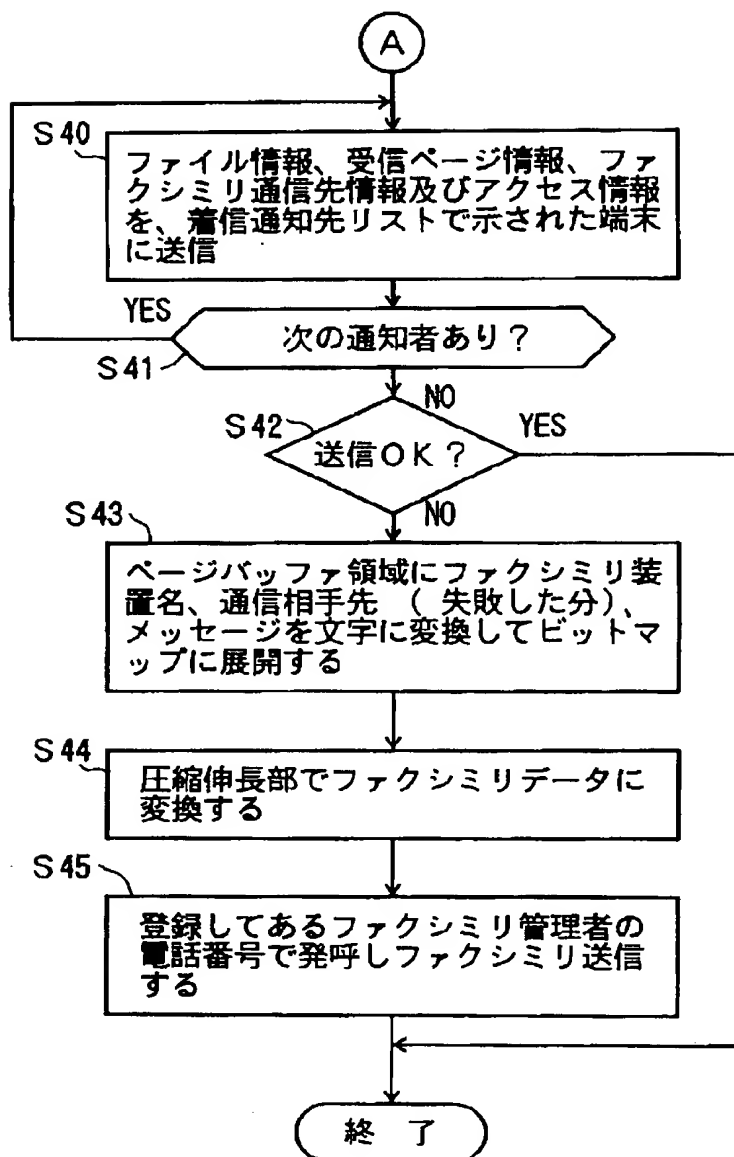 A
S40
ファイル情報、受信ページ情報、ファ
クシミリ通信先情報及びアクセス情報
を、着信通知先リストで示された端末
に送信
YES
次の通知者あり?
S41
NO
S42
YES
送信OK?
NO
S43
ページバッファ領域にファクシミリ装
置名、通信相手先 ( 失敗した分)、
メッセージを文字に変換してビットマ
ップに展開する
S44
圧縮伸長部でファクシミリデータに
変換する
S45
登録してあるファクシミリ管理者の
電話番号で発呼しファクシミリ送信
する
終 了